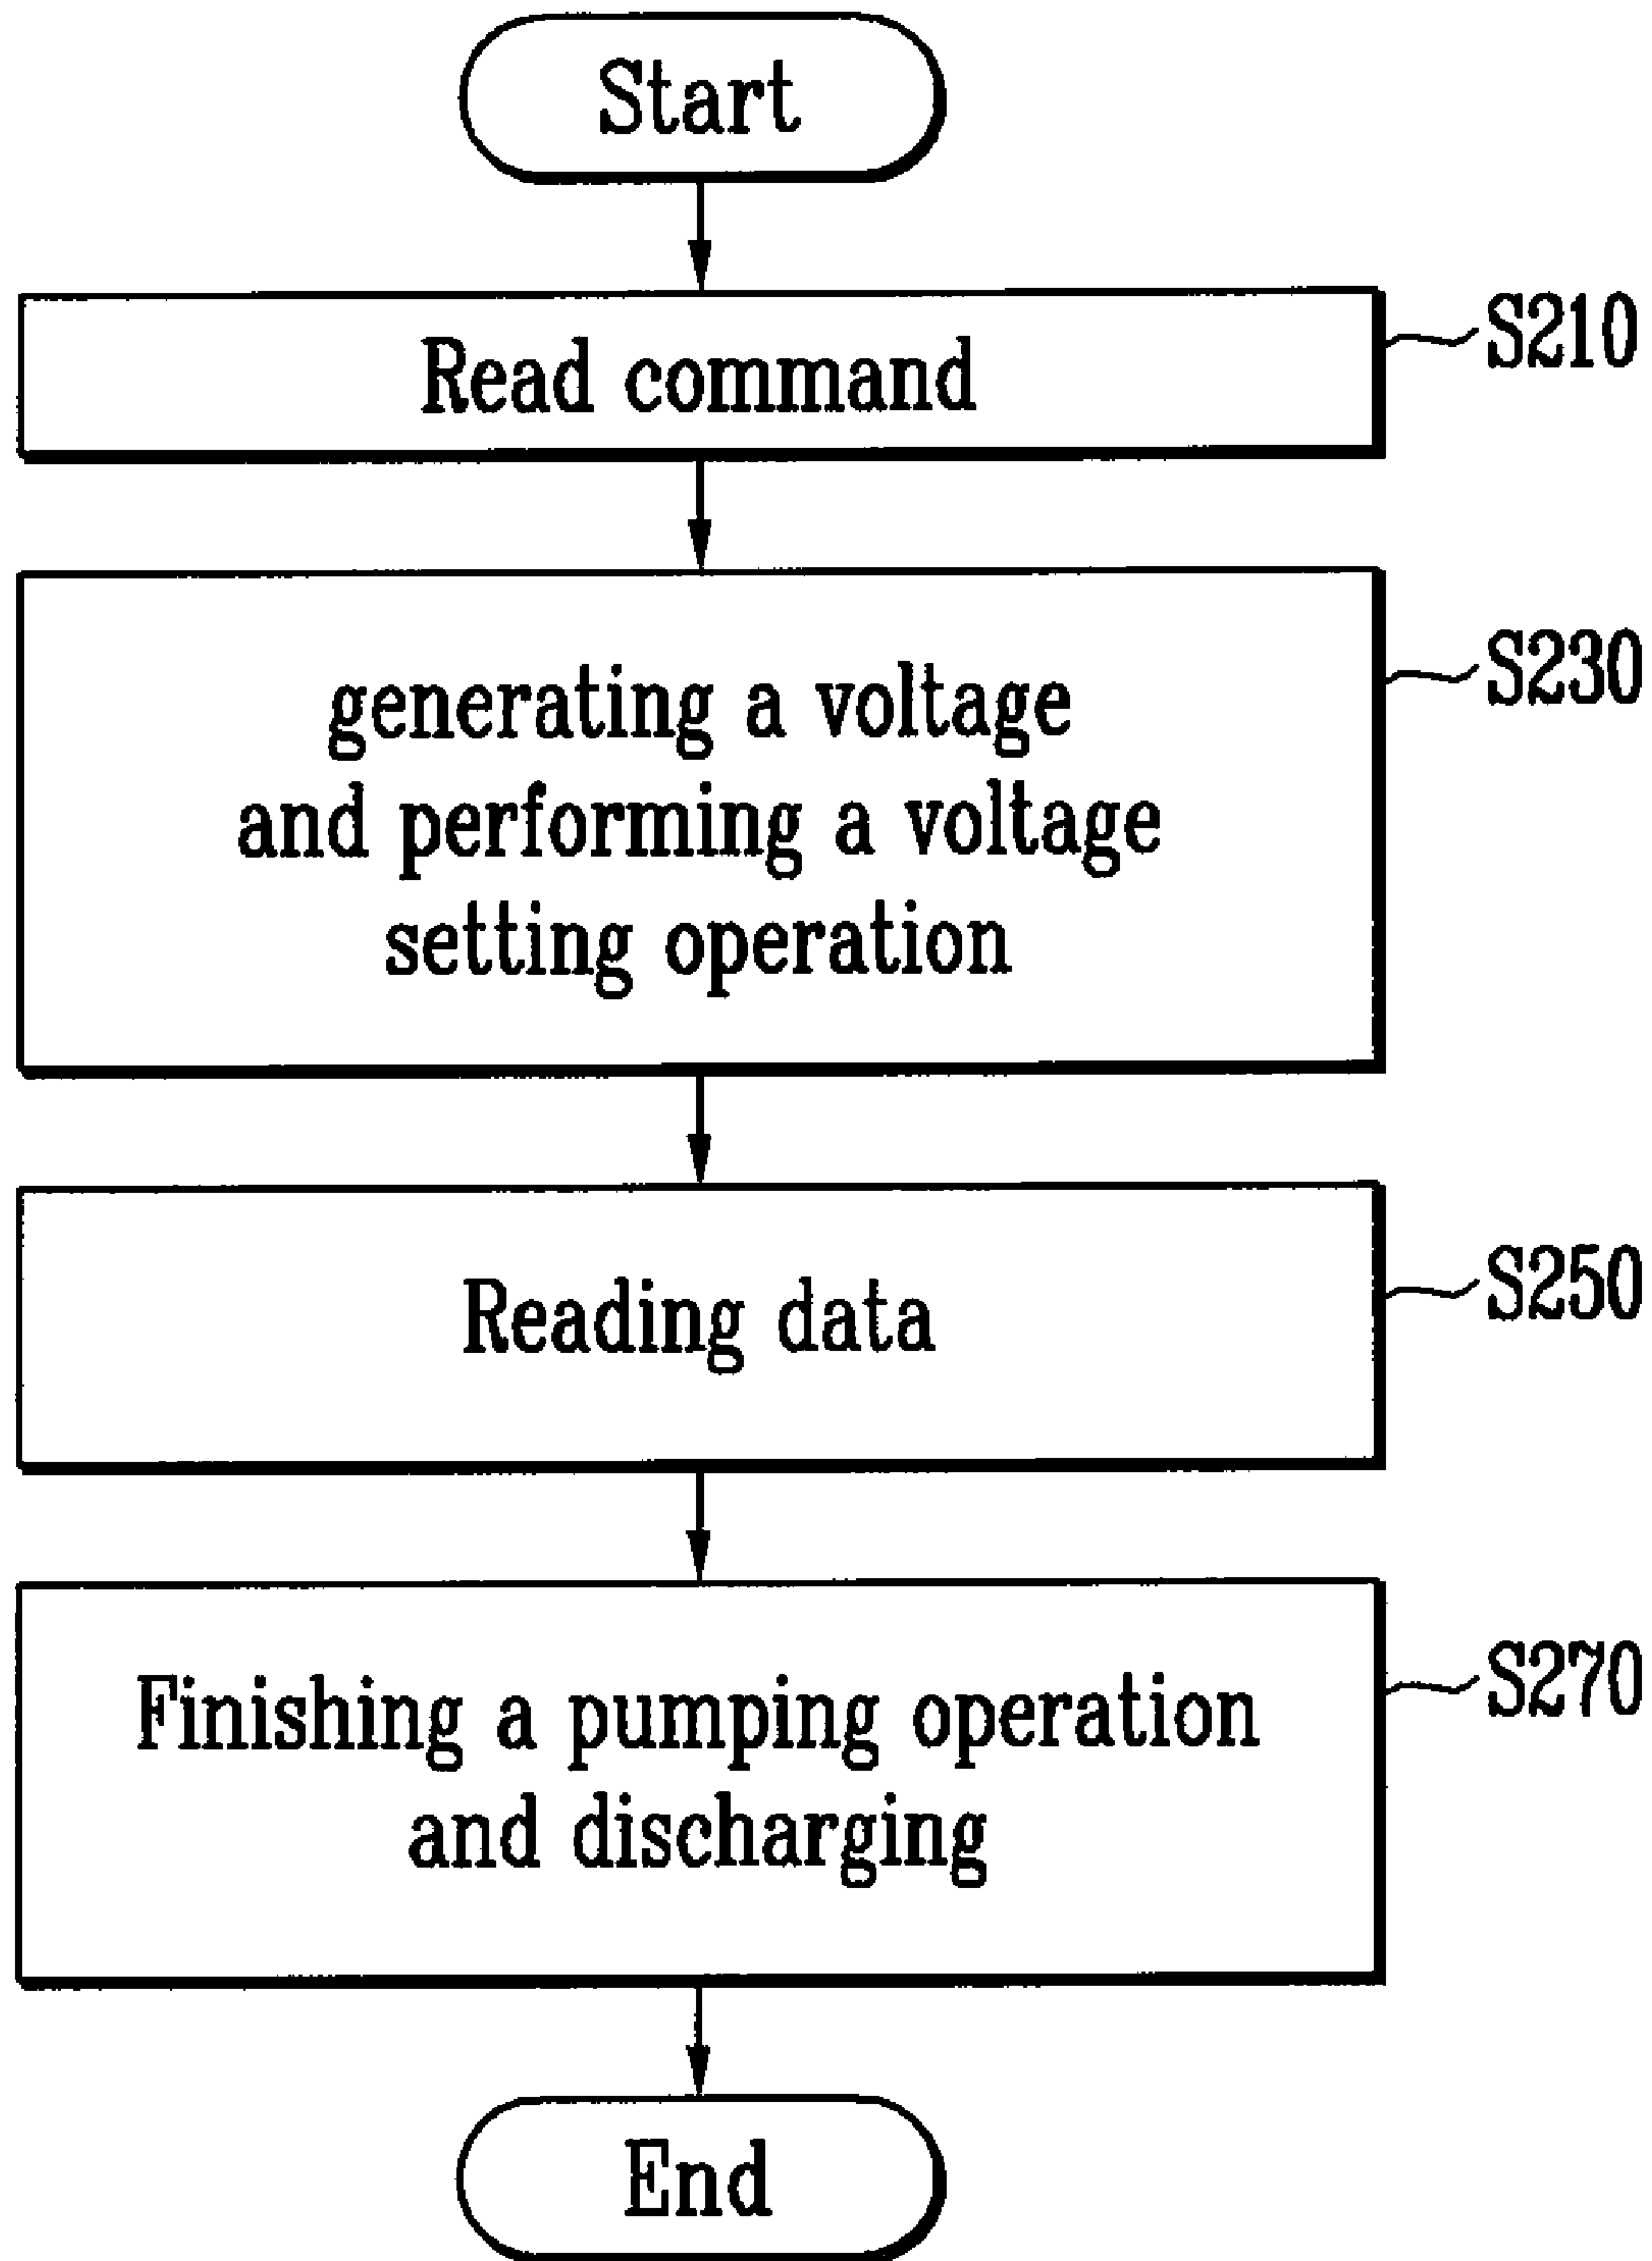 Start
Read command
S210
generating a voltage
and performing a voltage
setting operation
S230
Reading data
S250
Finishing a pumping operation
and discharging
S270
End